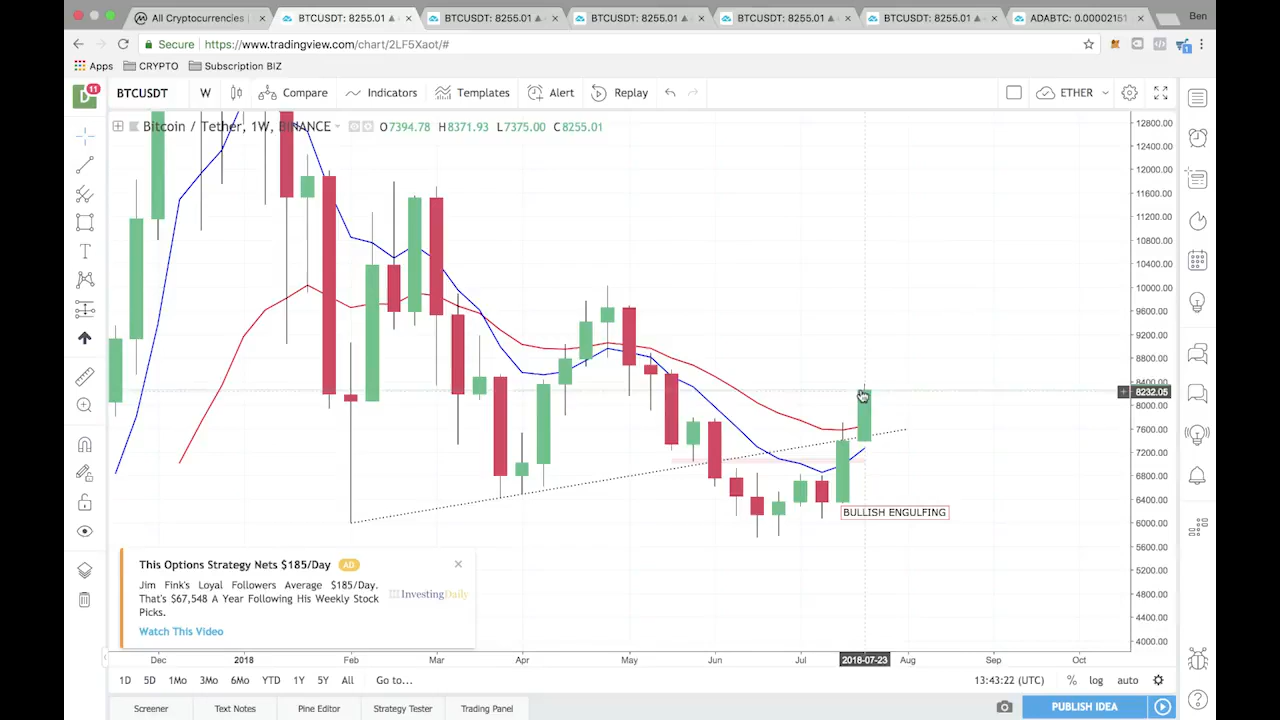 All Cryptocurrencies |
BTCUSDT: 8255.01 ▲
BTCUSDT: 8255.01 ▲
BTCUSDT: 8255.01 ▲
BTCUSDT: 8255.01 ▲
BTCUSDT: 8255.01 ▲
ADABTC: 0.00002151
Ben
Secure | https://www.tradingview.com/chart/2LF5Xaot/#
Apps CRYPTO Subscription BIZ
11
BTCUSDT W Compare Indicators Templates Alert Replay ETHER
Bitcoin / Tether, 1W, BINANCE O7394.78 H8371.93 L7375.00 C8255.01
12800.00
12400.00
12000.00
11600.00
11200.00
10800.00
10400.00
10000.00
9600.00
9200.00
8800.00
8400.00
8232.05
8000.00
7600.00
7200.00
6800.00
6400.00
6000.00
5600.00
5200.00
4800.00
4400.00
4000.00
BULLISH ENGULFING
This Options Strategy Nets $185/Day AD
Jim Fink's Loyal Followers Average $185/Day.
That's $67,548 A Year Following His Weekly Stock
Picks.
Watch This Video
InvestingDaily
Dec 2018 Feb Mar Apr May Jun Jul 2018-07-23 Aug Sep Oct
1D 5D 1Mo 3Mo 6Mo YTD 1Y 5Y All Go to... 13:43:22 (UTC) % log auto
Screener Text Notes Pine Editor Strategy Tester Trading Panel PUBLISH IDEA